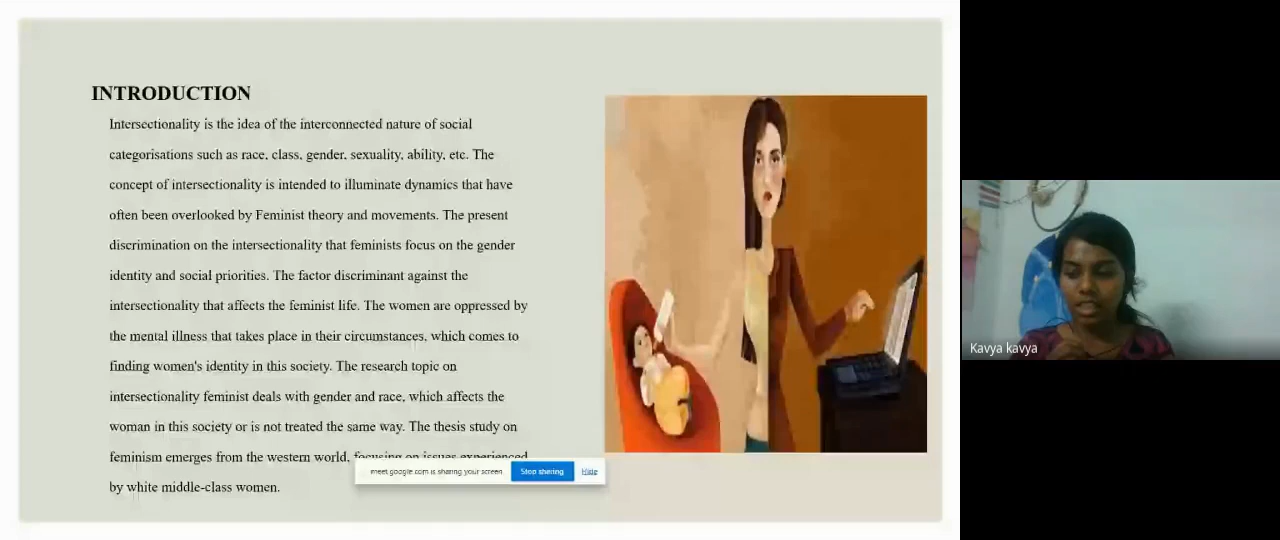 INTRODUCTION
Intersectionality is the idea of the interconnected nature of social
categorisations such as race, class, gender, sexuality, ability, etc. The
concept of intersectionality is intended to illuminate dynamics that have
often been overlooked by Feminist theory and movements. The present
discrimination on the intersectionality that feminists focus on the gender
identity and social priorities. The factor discriminant against the
intersectionality that affects the feminist life. The women are oppressed by
the mental illness that takes place in their circumstances, which comes to
finding women's identity in this society. The research topic on
intersectionality feminist deals with gender and race, which affects the
woman in this society or is not treated the same way. The thesis study on
feminism emerges from the western world, focusing on issues experienced
by white middle-class women.
meet.google.com is sharing your screen.
Stop sharing
Hide
Kavya kavya